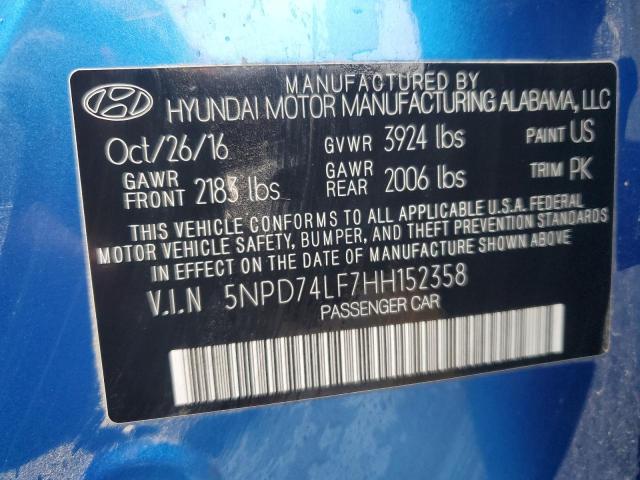 MANUFACTURED BY
HYUNDAI MOTOR MANUFACTURING ALABAMA, LLC
Oct/26/16 GVWR 3924 lbs PAINT US
GAWR FRONT 2183 lbs GAWR REAR 2006 lbs TRIM PK
THIS VEHICLE CONFORMS TO ALL APPLICABLE U.S.A. FEDERAL
MOTOR VEHICLE SAFETY, BUMPER, AND THEFT PREVENTION STANDARDS
IN EFFECT ON THE DATE OF MANUFACTURE SHOWN ABOVE
V.I.N 5NPD74LF7HH152358
PASSENGER CAR